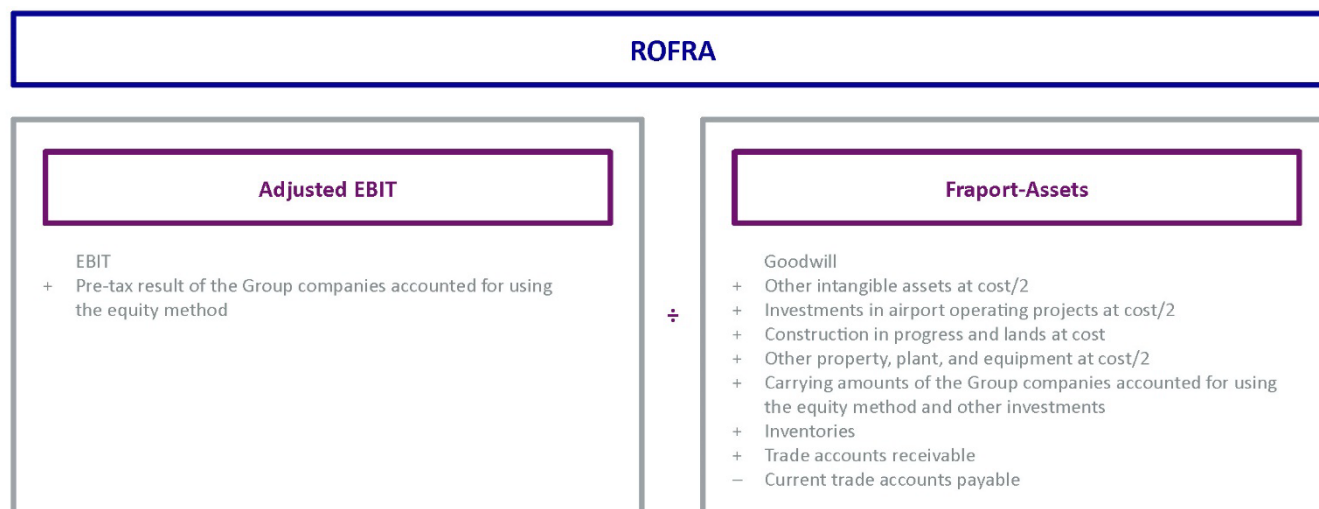 ROFRA
Adjusted EBIT
EBIT
+ Pre-tax result of the Group companies accounted for using
the equity method
÷
Fraport-Assets
Goodwill
+ Other intangible assets at cost/2
+ Investments in airport operating projects at cost/2
+ Construction in progress and lands at cost
+ Other property, plant, and equipment at cost/2
+ Carrying amounts of the Group companies accounted for using
the equity method and other investments
+ Inventories
+ Trade accounts receivable
– Current trade accounts payable